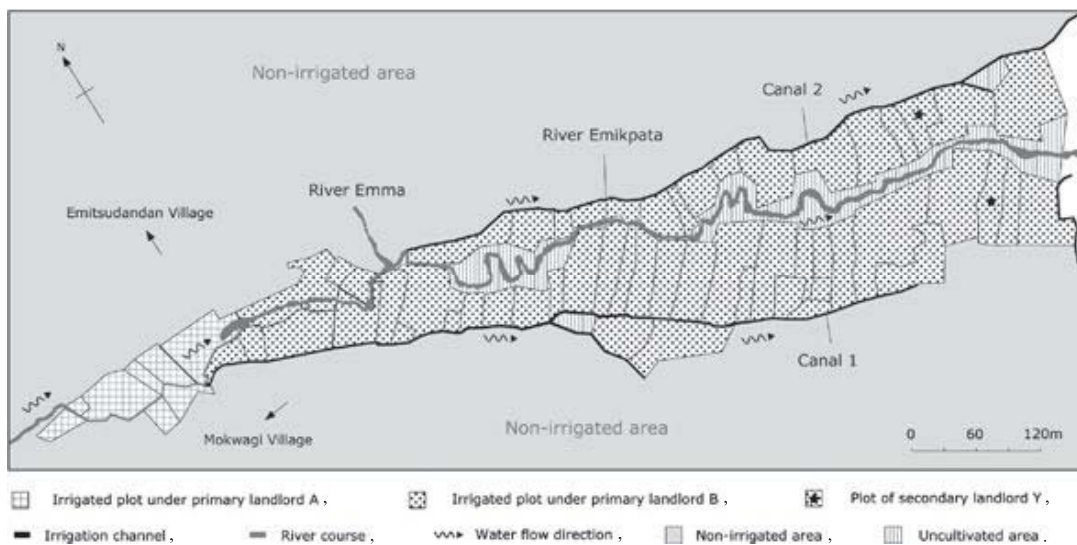 N
Non-irrigated area
Canal 2
River Emikpata
River Emma
Emitsudandan Village
Canal 1
Mokwagi Village
Non-irrigated area
0 60 120m
Irrigated plot under primary landlord A , Irrigated plot under primary landlord B , Plot of secondary landlord Y ,
Irrigation channel , River course , Water flow direction , Non-irrigated area , Uncultivated area .